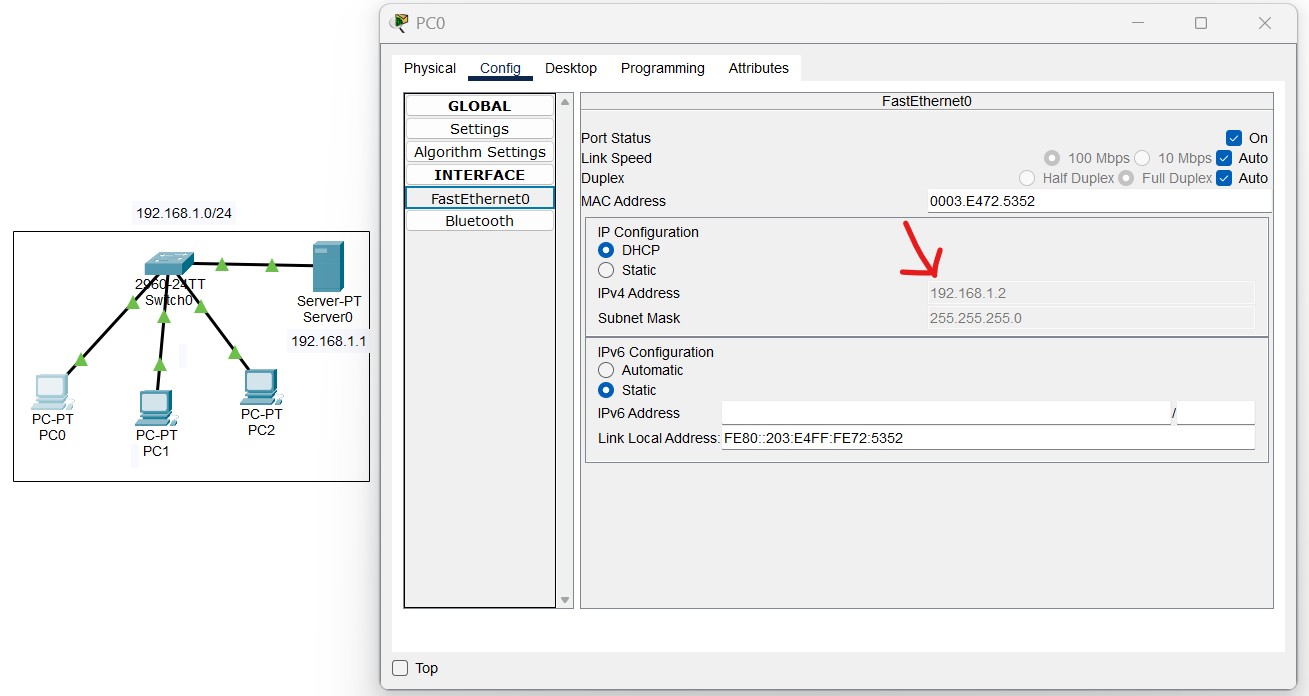 192.168.1.0/24
2960-24TT
Switch0
Server-PT
Server0
192.168.1.1
PC-PT
PC0
PC-PT
PC1
PC-PT
PC2
PC0
Physical Config Desktop Programming Attributes
GLOBAL
Settings
Algorithm Settings
INTERFACE
FastEthernet0
Bluetooth
FastEthernet0
Port Status On
Link Speed 100 Mbps 10 Mbps Auto
Duplex Half Duplex Full Duplex Auto
MAC Address 0003.E472.5352
IP Configuration
DHCP
Static
IPv4 Address 192.168.1.2
Subnet Mask 255.255.255.0
IPv6 Configuration
Automatic
Static
IPv6 Address /
Link Local Address: FE80::203:E4FF:FE72:5352
Top